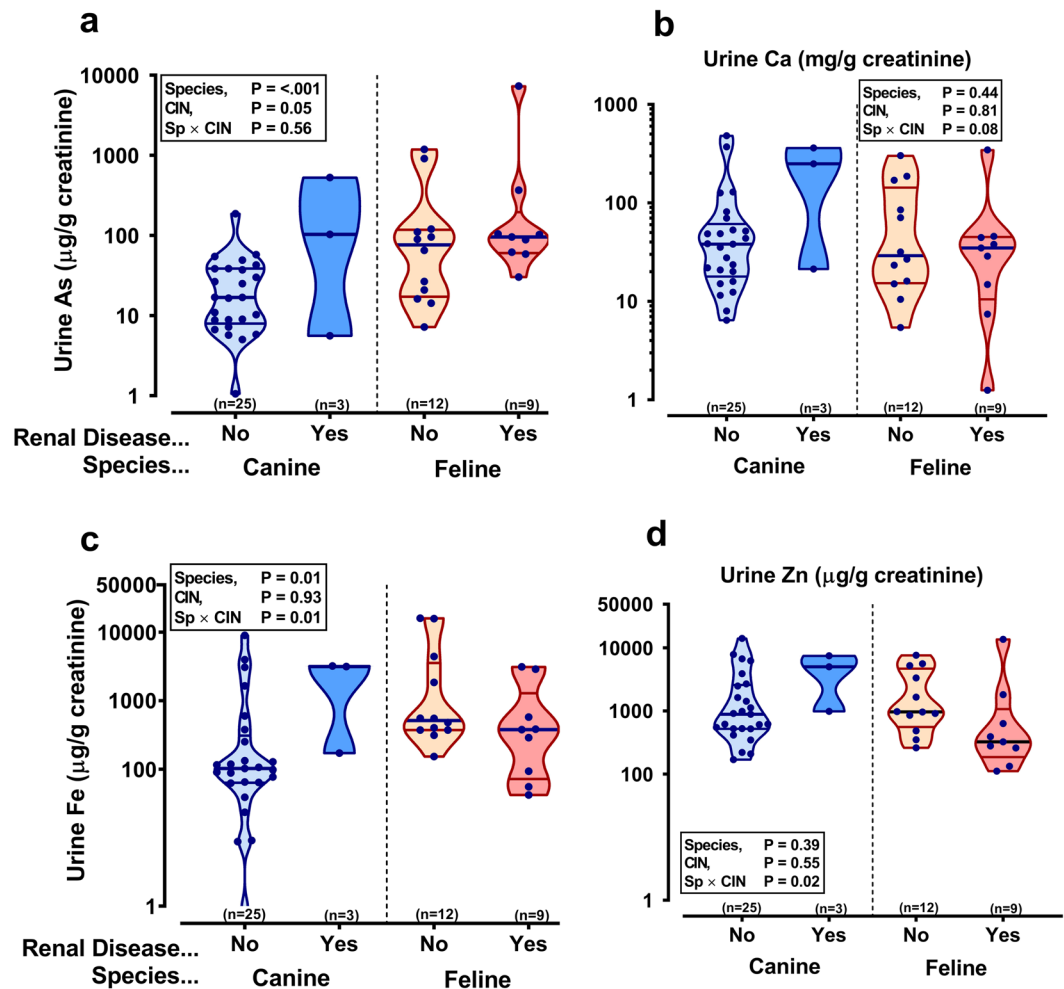 a
Urine As (µg/g creatinine)
10000
1000
100
10
1
Species, P = <.001
CIN, P = 0.05
Sp × CIN P = 0.56
(n=25) (n=3) (n=12) (n=9)
Renal Disease... No Yes No Yes
Species... Canine Feline
b
Urine Ca (mg/g creatinine)
1000
100
10
1
Species, P = 0.44
CIN, P = 0.81
Sp × CIN P = 0.08
(n=25) (n=3) (n=12) (n=9)
No Yes No Yes
Canine Feline
c
Urine Fe (µg/g creatinine)
50000
10000
1000
100
1
Species, P = 0.01
CIN, P = 0.93
Sp × CIN P = 0.01
(n=25) (n=3) (n=12) (n=9)
Renal Disease... No Yes No Yes
Species... Canine Feline
d
Urine Zn (µg/g creatinine)
50000
10000
1000
100
1
Species, P = 0.39
CIN, P = 0.55
Sp × CIN P = 0.02
(n=25) (n=3) (n=12) (n=9)
No Yes No Yes
Canine Feline